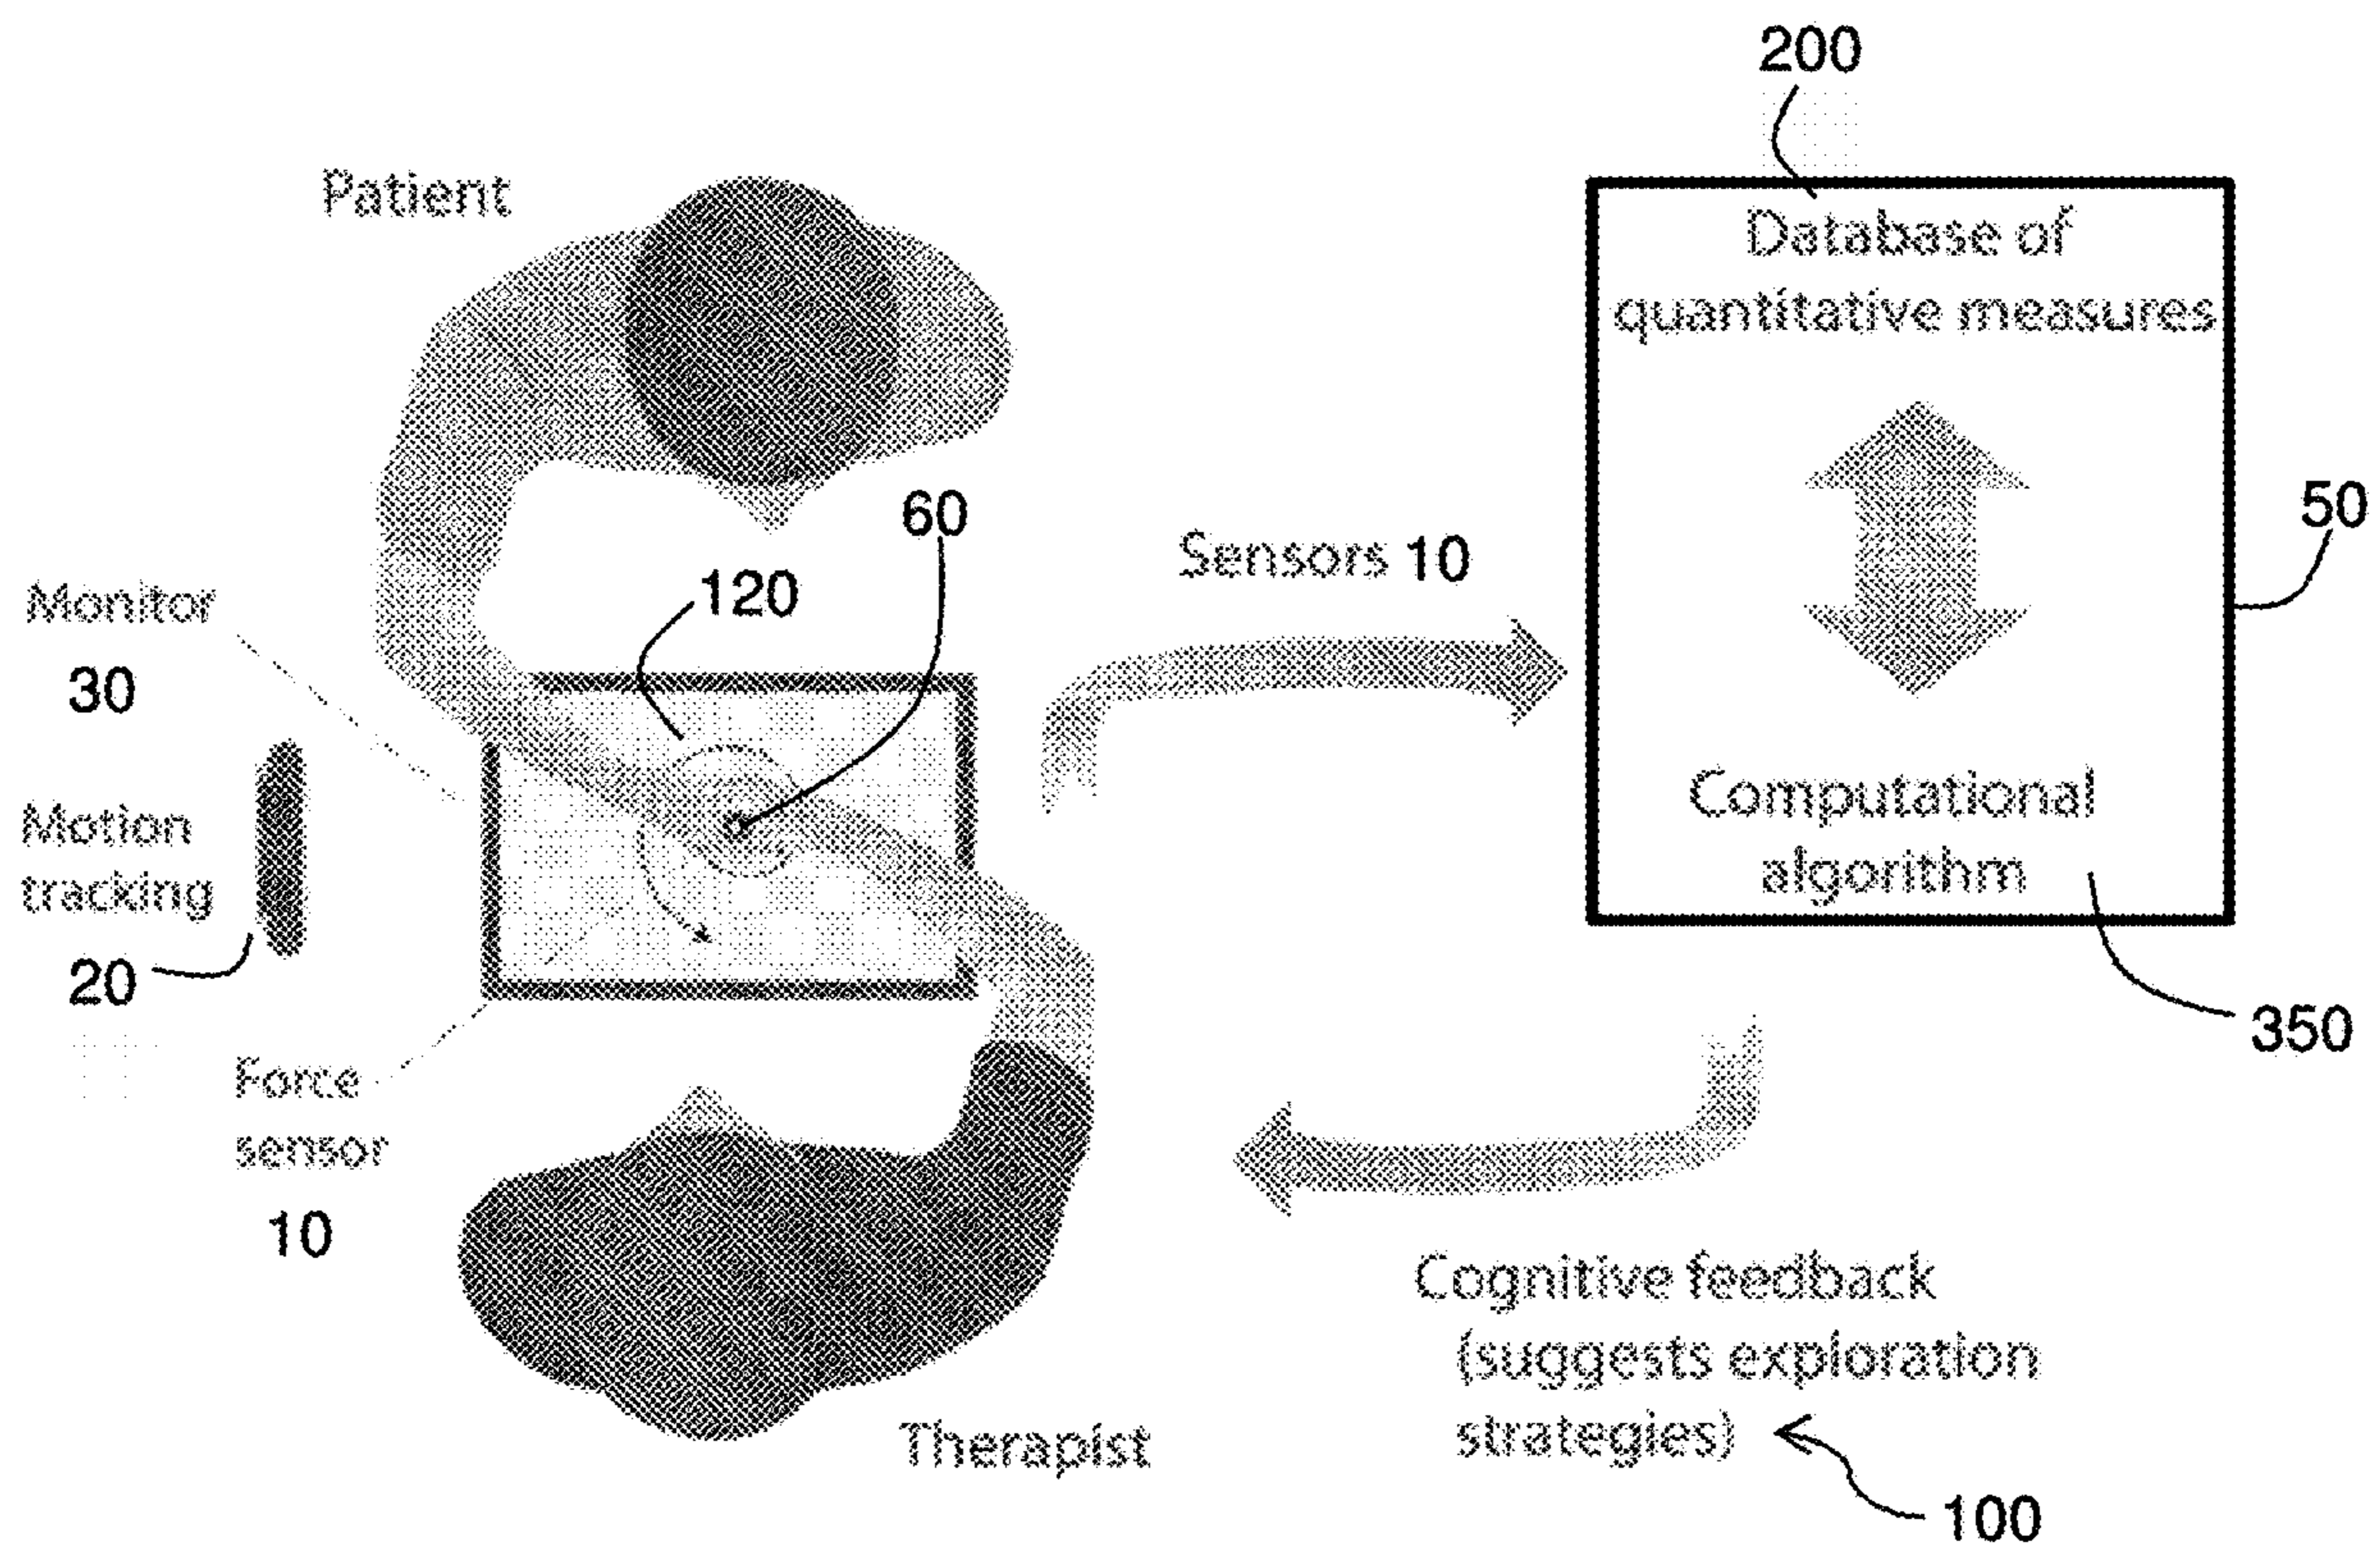 200
Patient
Database of
quantitative measures
60
50
Sensors 10
120
Monitor
30
Computational
algorithm
Motion
tracking
20
350
Force
sensor
10
Cognitive feedback
(suggests exploration
strategies)
Therapist
100